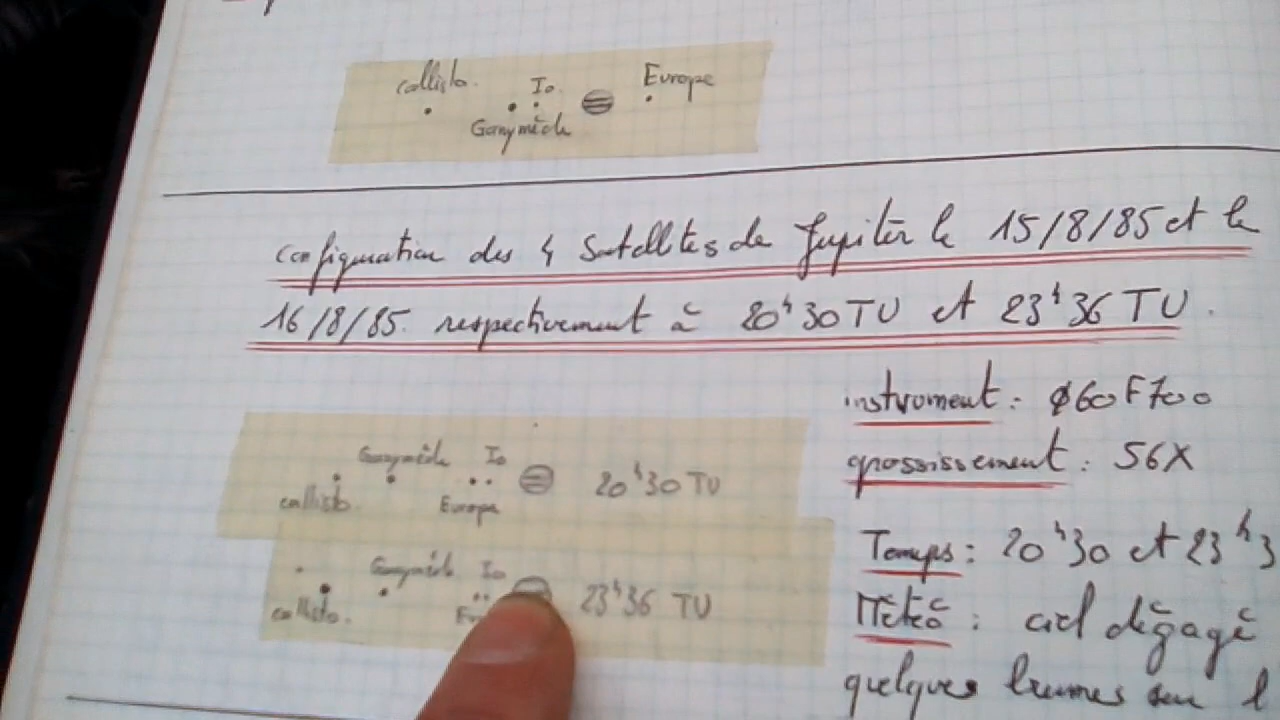 Callisto.
Io.
Europe
Ganymède
Configuration des 4 Satellites de Jupiter le 15/8/85 et le
16/8/85. respectivement à 20h30 TU et 23h36 TU.
instrument : Ø60 F700
grossissement : 56X
Ganymède Io
20h30 TU
callisto.
Europe
Temps : 20h30 et 23h3
Ganymède Io
23h36 TU
callisto.
Météo : ciel dégagé
quelques brumes sur l